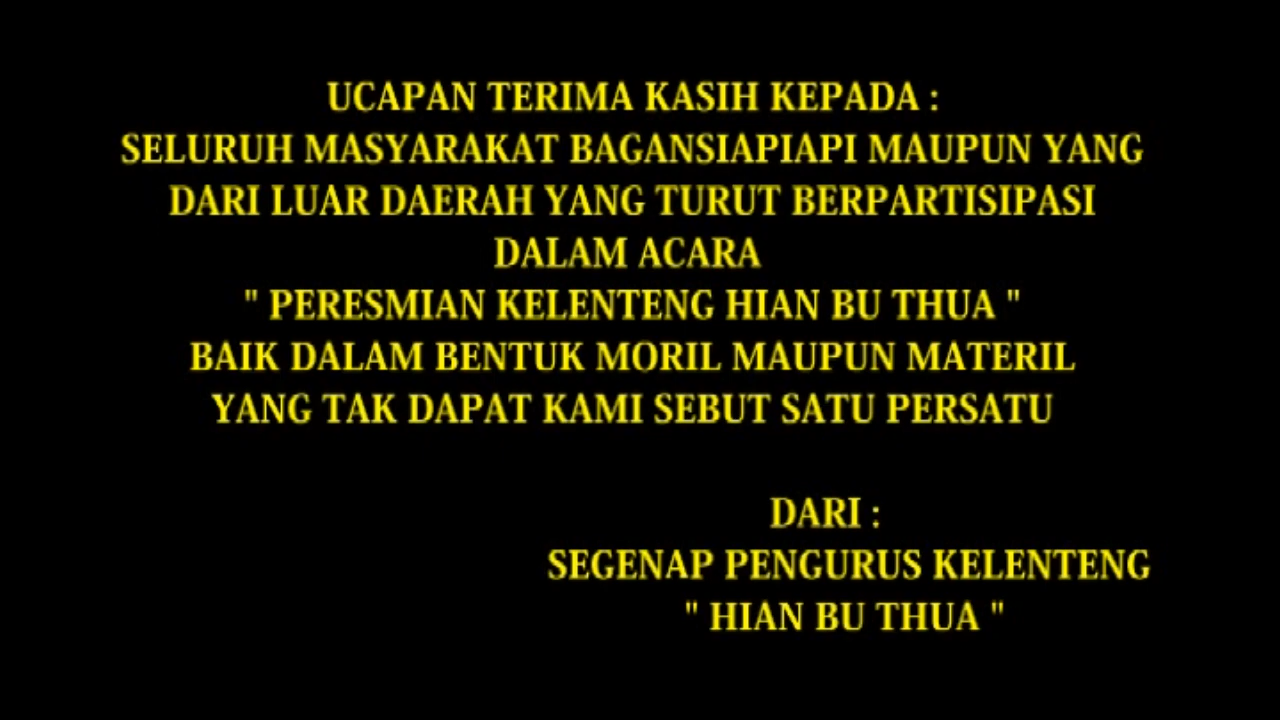 UCAPAN TERIMA KASIH KEPADA :
SELURUH MASYARAKAT BAGANSIAPIAPI MAUPUN YANG
DARI LUAR DAERAH YANG TURUT BERPARTISIPASI
DALAM ACARA
" PERESMIAN KELENTENG HIAN BU THUA "
BAIK DALAM BENTUK MORIL MAUPUN MATERIL
YANG TAK DAPAT KAMI SEBUT SATU PERSATU
DARI :
SEGENAP PENGURUS KELENTENG
" HIAN BU THUA "